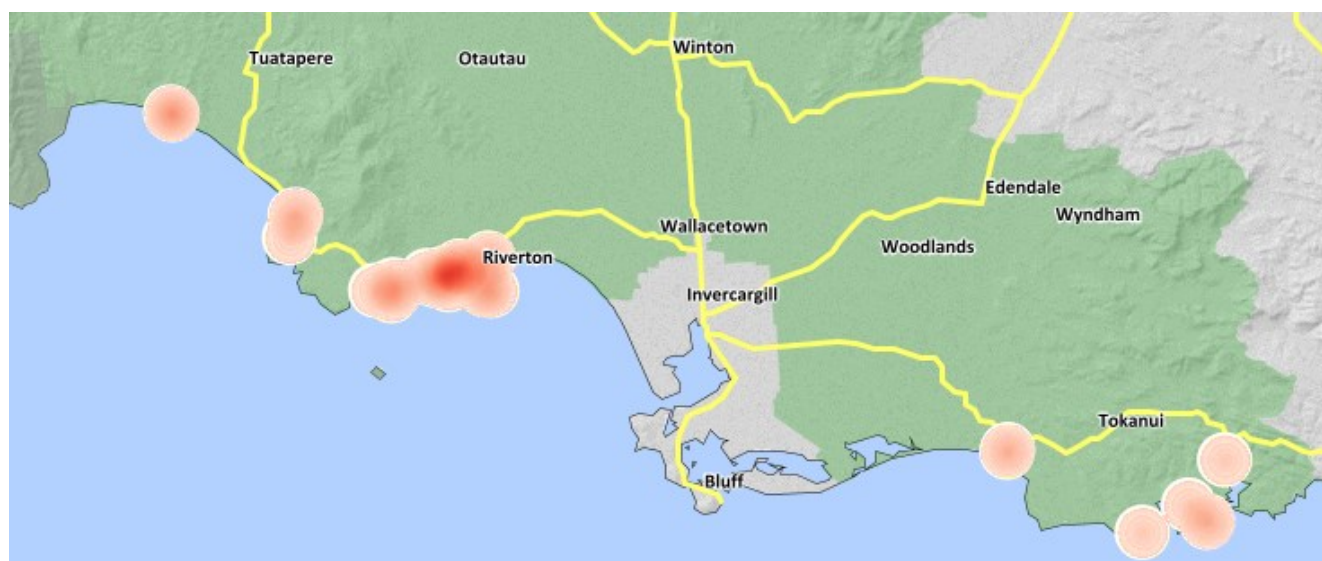 Tuatapere
Otautau
Winton
Edendale
Wyndham
Wallacetown
Woodlands
Riverton
Invercargill
Tokanui
Bluff